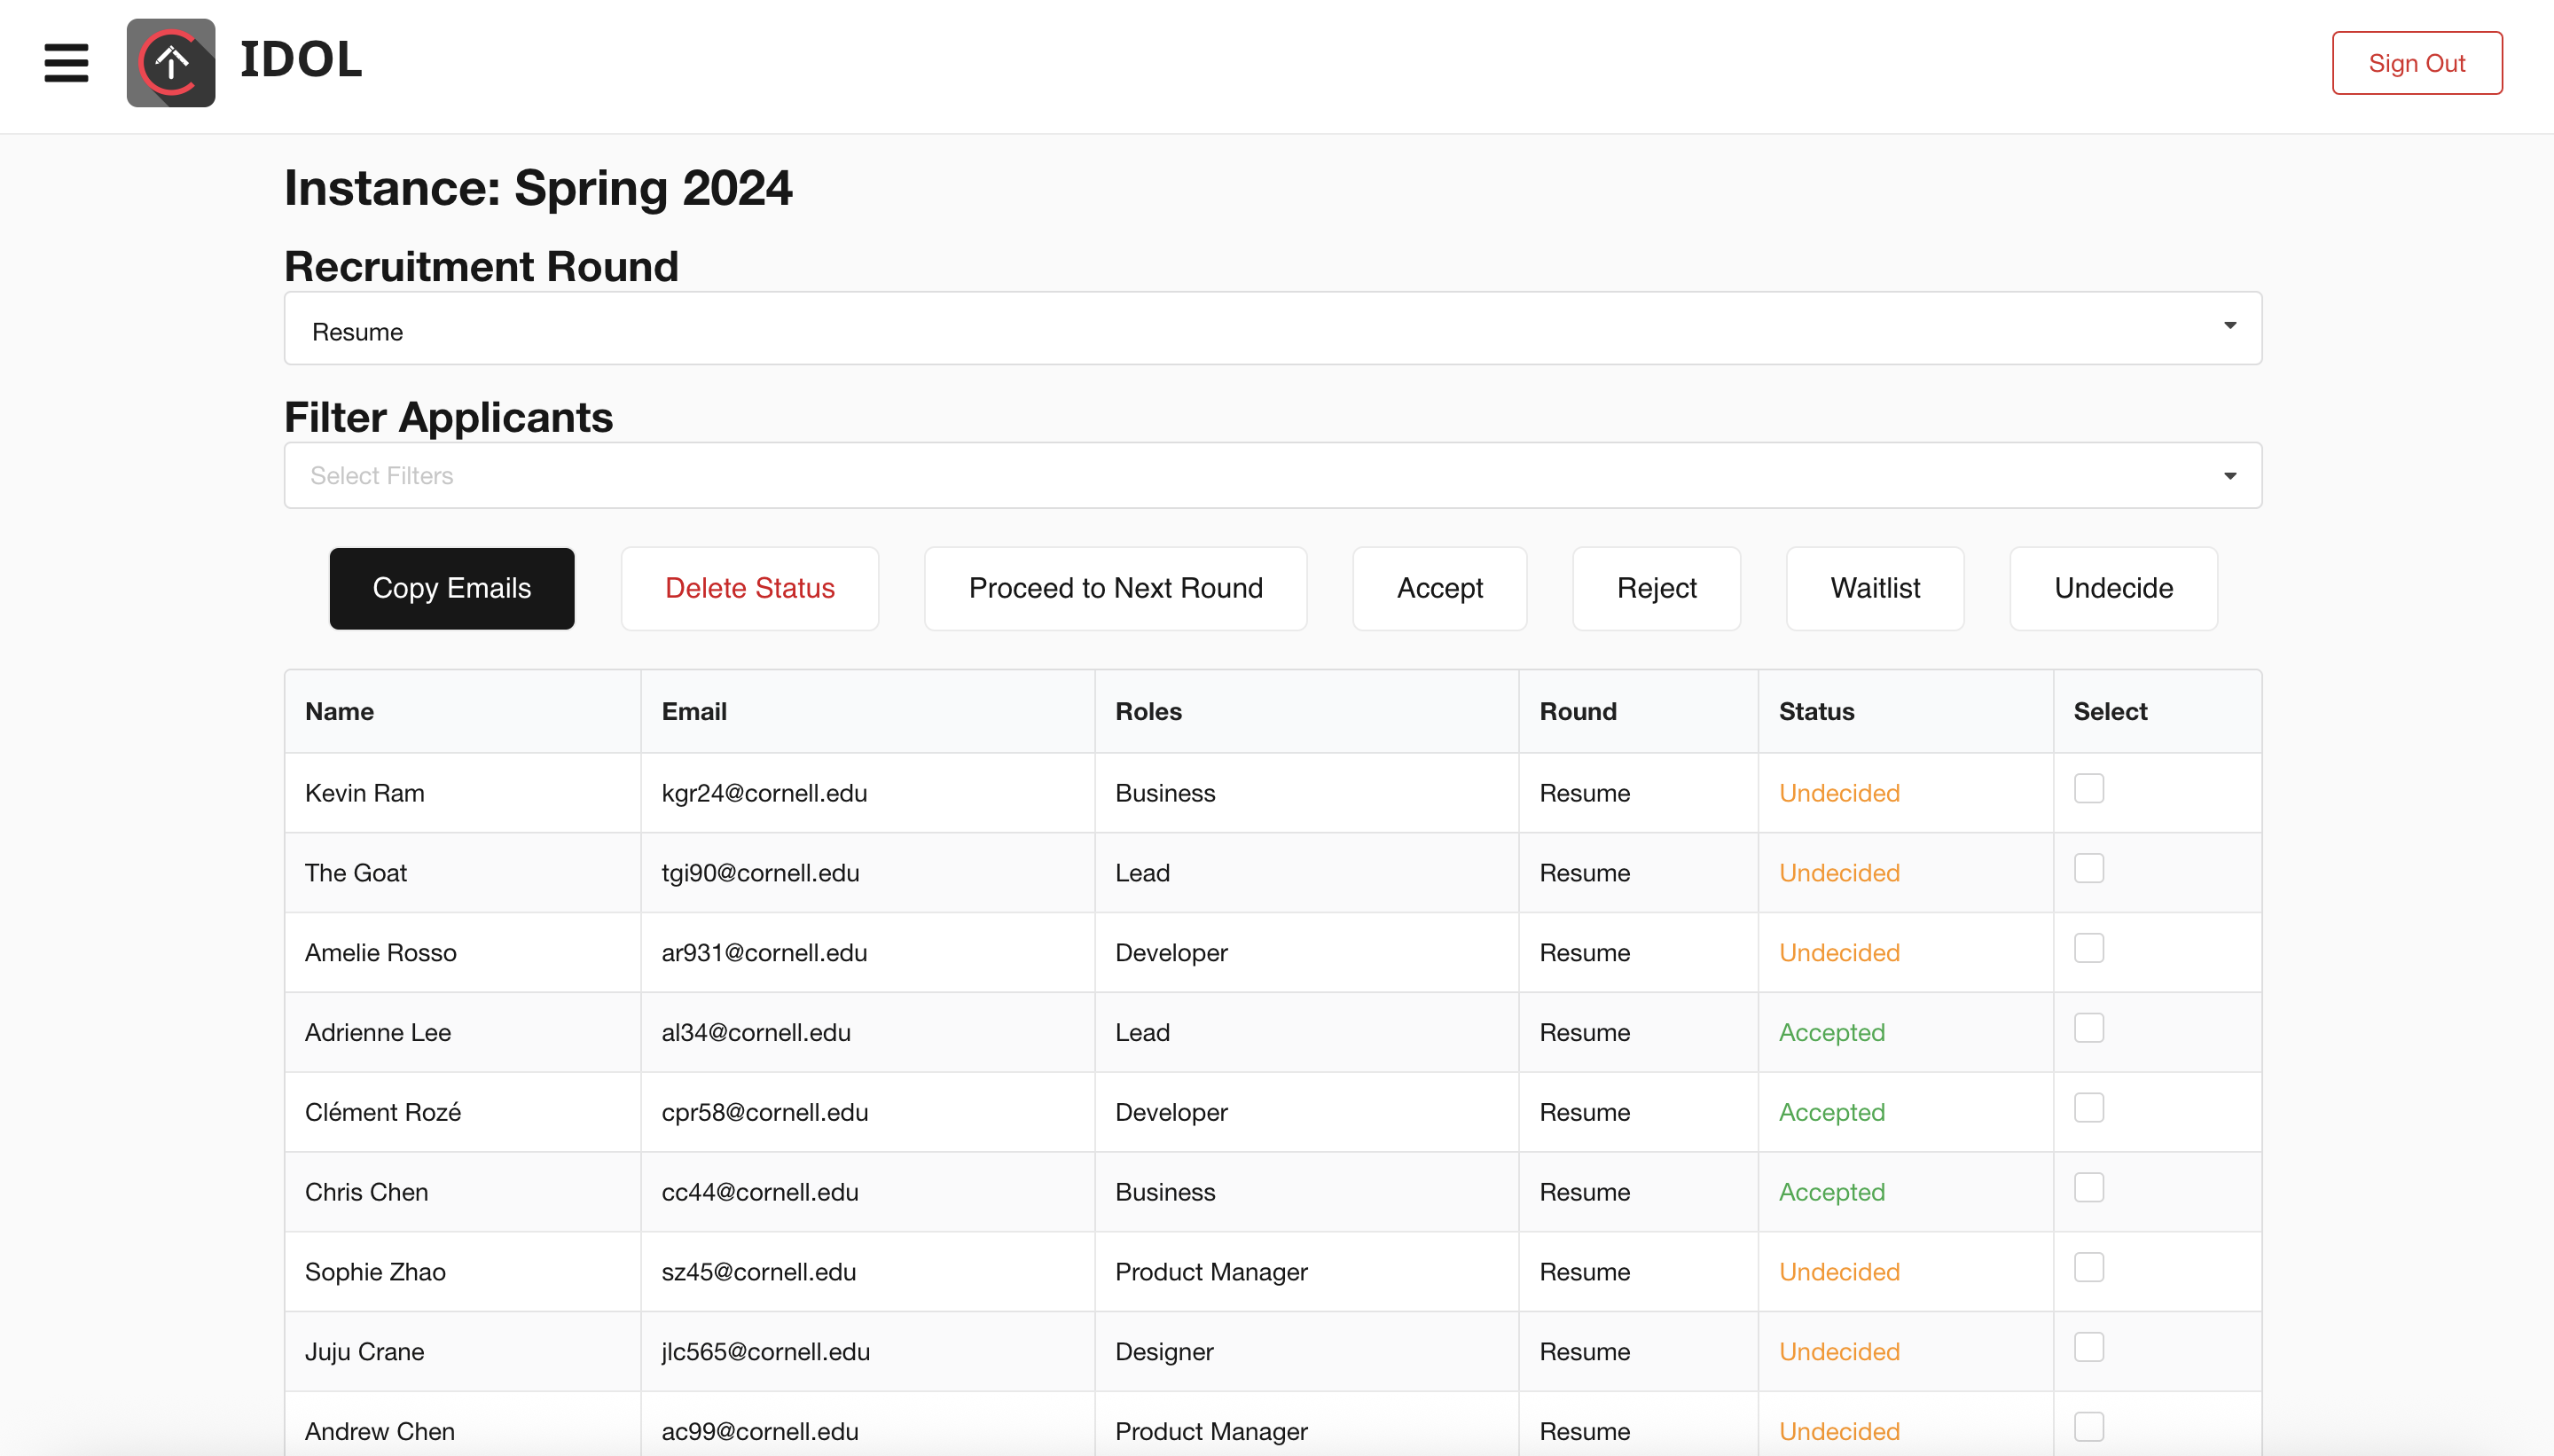 IDOL
Sign Out
Instance: Spring 2024
Recruitment Round
Resume
Filter Applicants
Select Filters
Copy Emails Delete Status Proceed to Next Round Accept Reject Waitlist Undecide
Name Email Roles Round Status Select
Kevin Ram kgr24@cornell.edu Business Resume Undecided
The Goat tgi90@cornell.edu Lead Resume Undecided
Amelie Rosso ar931@cornell.edu Developer Resume Undecided
Adrienne Lee al34@cornell.edu Lead Resume Accepted
Clément Rozé cpr58@cornell.edu Developer Resume Accepted
Chris Chen cc44@cornell.edu Business Resume Accepted
Sophie Zhao sz45@cornell.edu Product Manager Resume Undecided
Juju Crane jlc565@cornell.edu Designer Resume Undecided
Andrew Chen ac99@cornell.edu Product Manager Resume Undecided